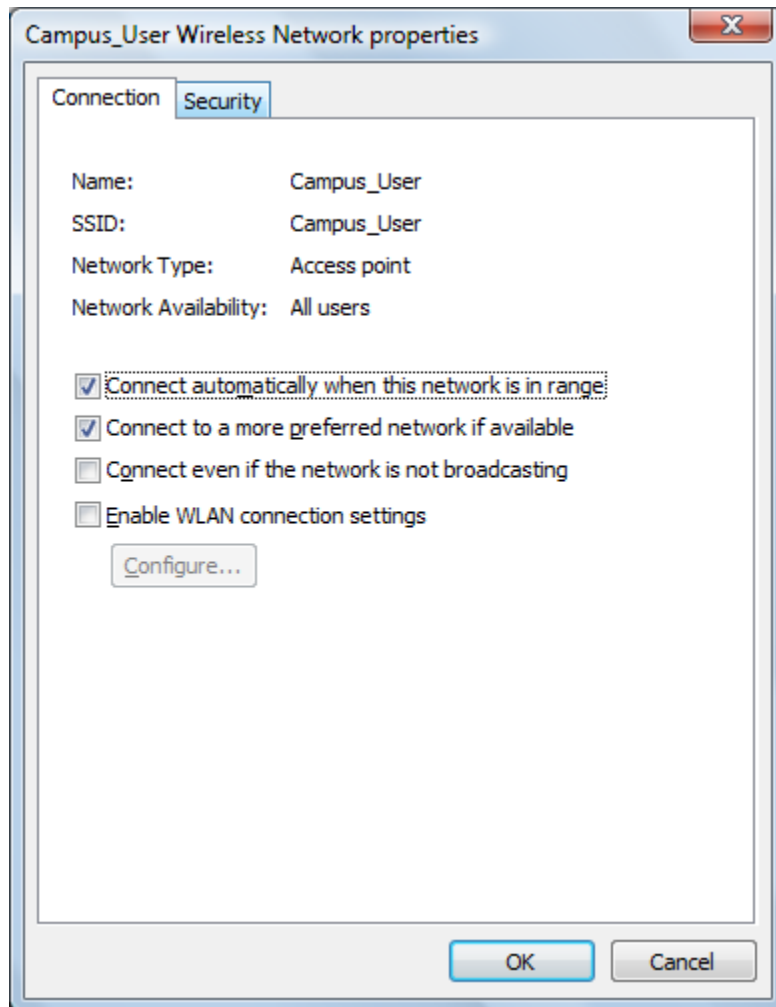 Campus_User Wireless Network properties
Connection
Security
Name: Campus_User
SSID: Campus_User
Network Type: Access point
Network Availability: All users
Connect automatically when this network is in range
Connect to a more preferred network if available
Connect even if the network is not broadcasting
Enable WLAN connection settings
Configure...
OK
Cancel